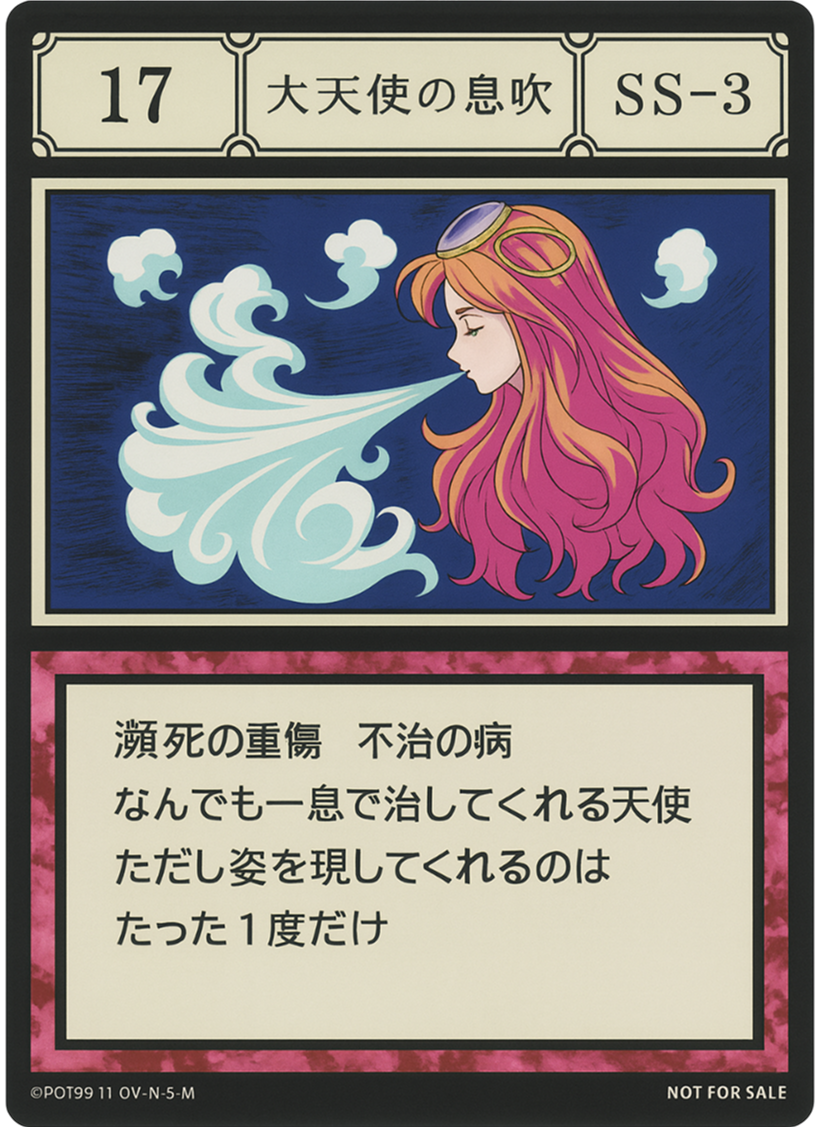 17
大天使の息吹
SS-3
瀕死の重傷　不治の病
なんでも一息で治してくれる天使
ただし姿を現してくれるのは
たった1度だけ
©POT99 11 OV-N-5-M
NOT FOR SALE